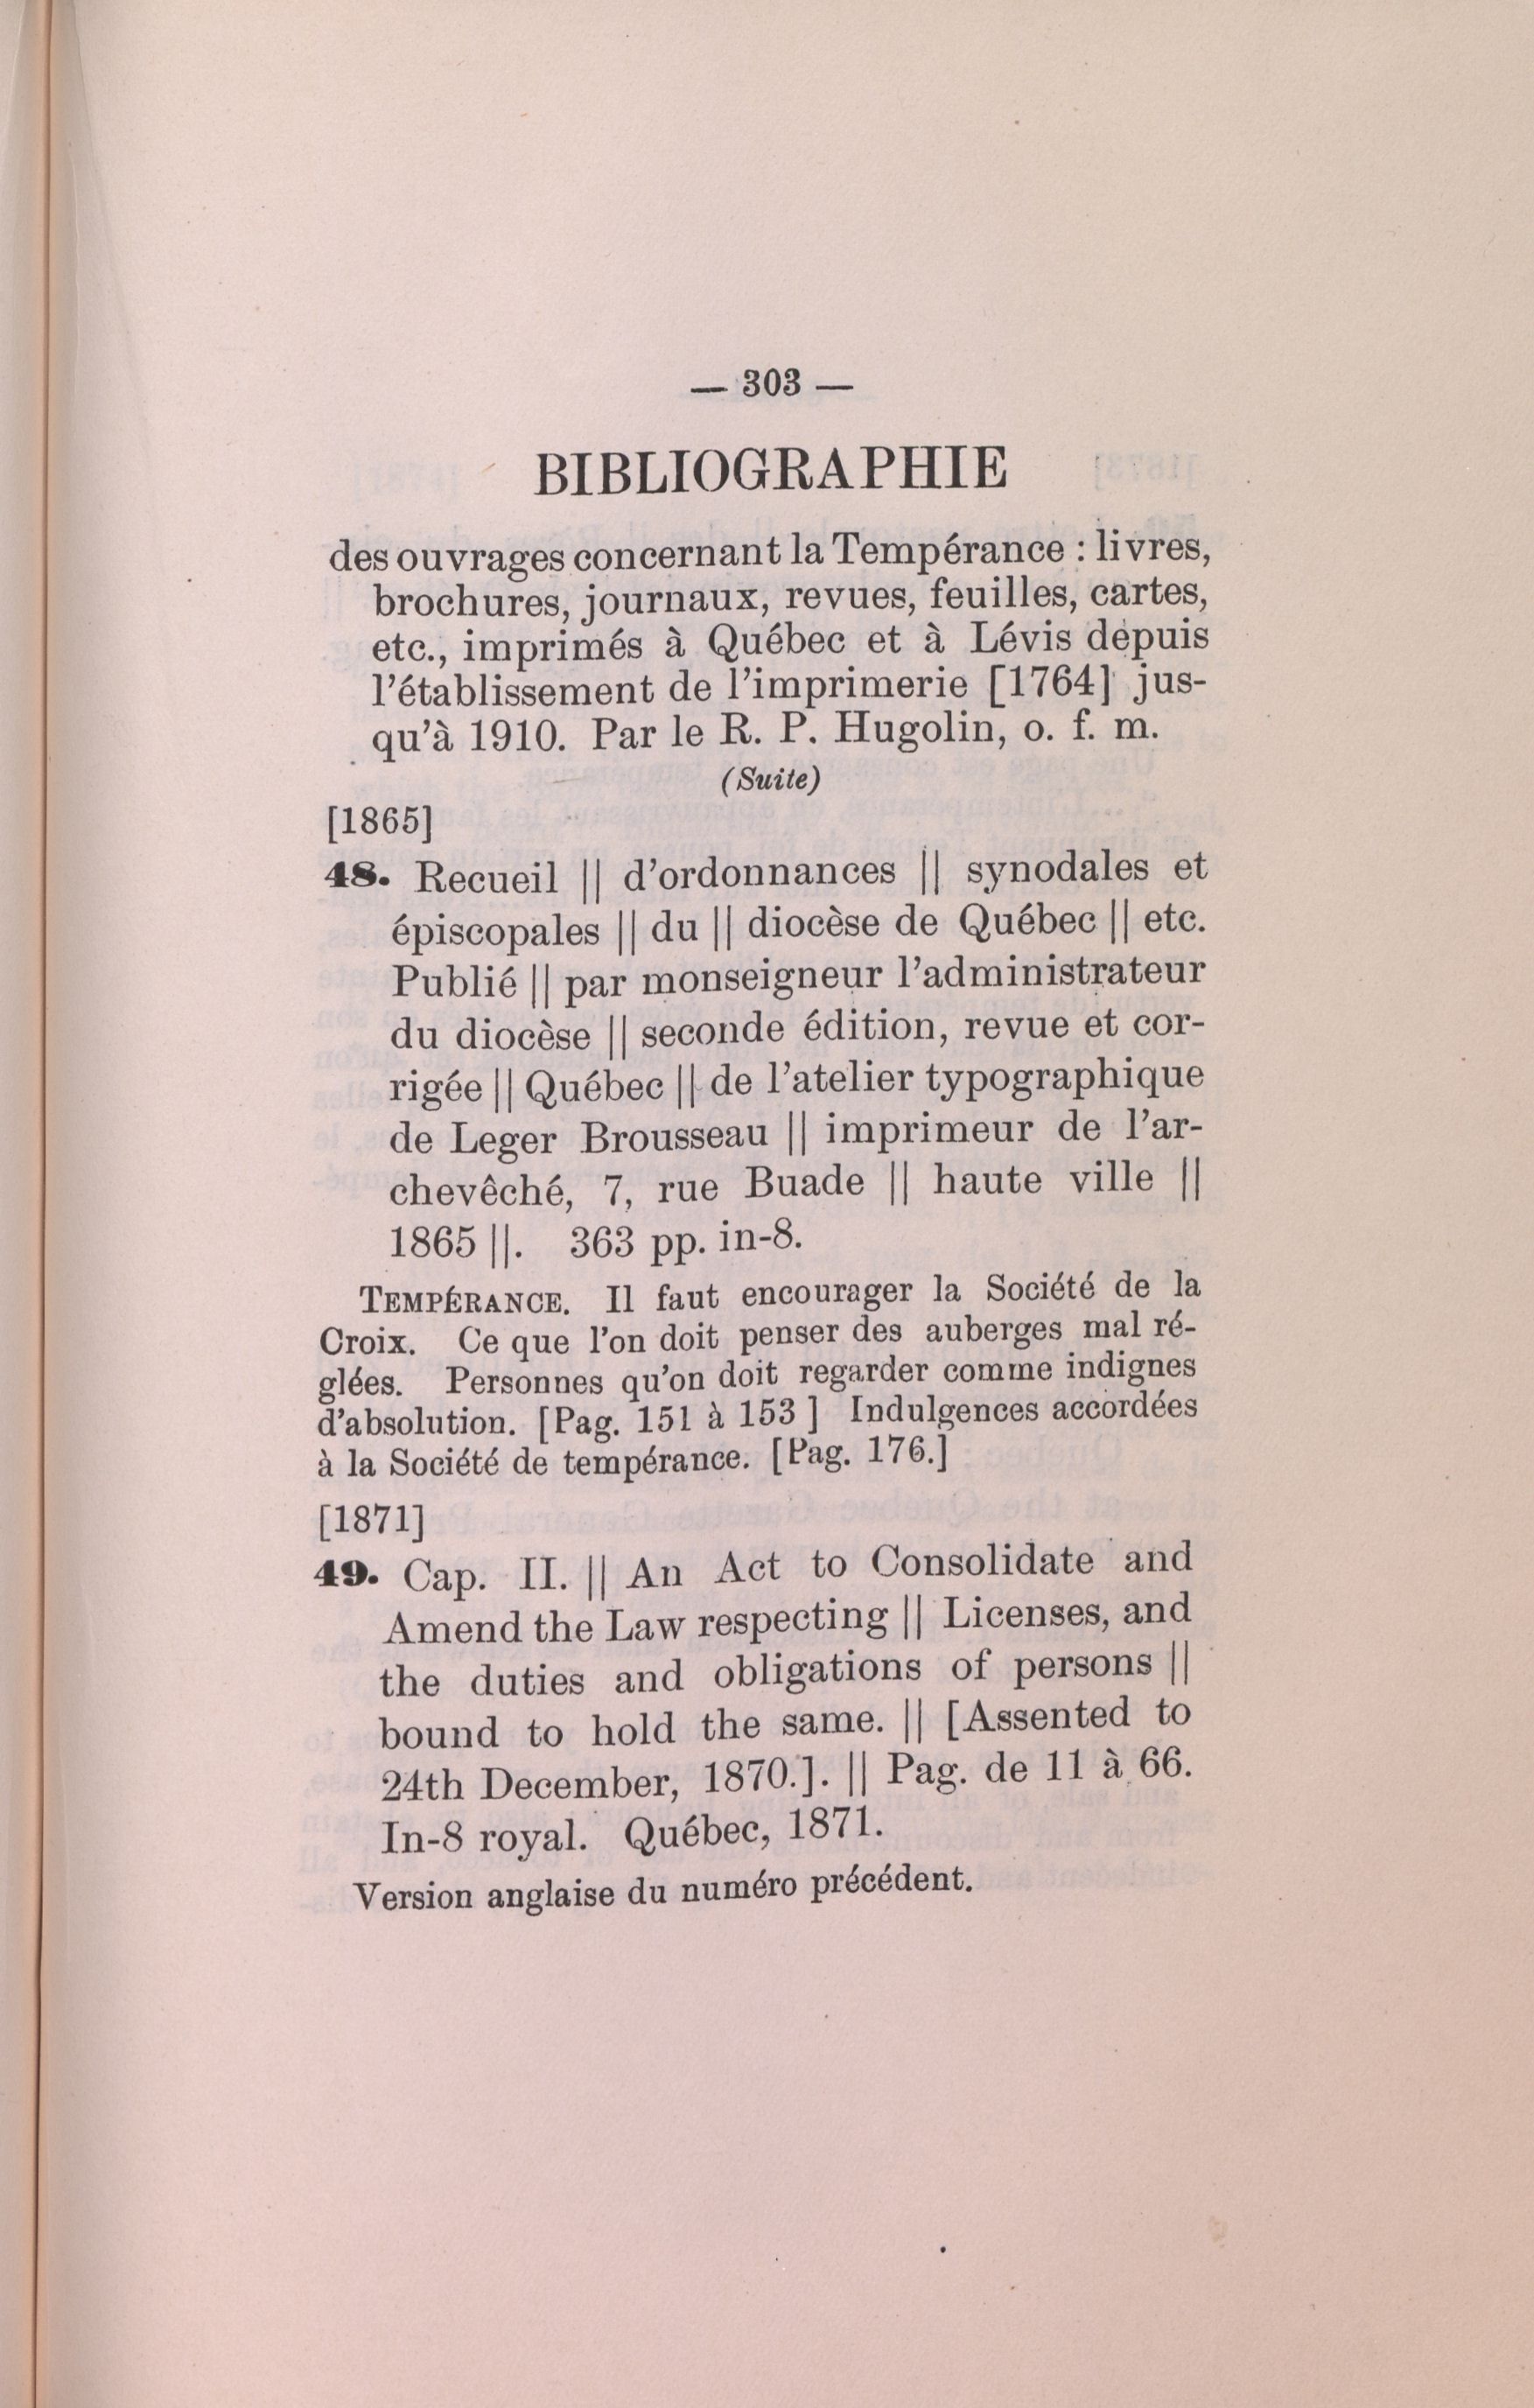 — 303 —
BIBLIOGRAPHIE
des ouvrages concernant la Tempérance : livres,
brochures, journaux, revues, feuilles, cartes,
etc., imprimés à Québec et à Lévis depuis
l'établissement de l'imprimerie [1764] jus-
qu'à 1910. Par le R. P. Hugolin, o. f. m.
(Suite)
[1865]
48. Recueil || d'ordonnances || synodales et
épiscopales || du || diocèse de Québec || etc.
Publié || par monseigneur l'administrateur
du diocèse || seconde édition, revue et cor-
rigée || Québec || de l'atelier typographique
de Leger Brousseau || imprimeur de l'ar-
chevêché, 7, rue Buade || haute ville ||
1865 ||. 363 pp. in-8.
TEMPÉRANCE. Il faut encourager la Société de la
Croix. Ce que l'on doit penser des auberges mal ré-
glées. Personnes qu'on doit regarder comme indignes
d'absolution. [Pag. 151 à 153 ] Indulgences accordées
à la Société de tempérance. [Pag. 176.]
[1871]
49. Cap. II. || An Act to Consolidate and
Amend the Law respecting || Licenses, and
the duties and obligations of persons ||
bound to hold the same. || [Assented to
24th December, 1870.]. || Pag. de 11 à 66.
In-8 royal. Québec, 1871.
Version anglaise du numéro précédent.